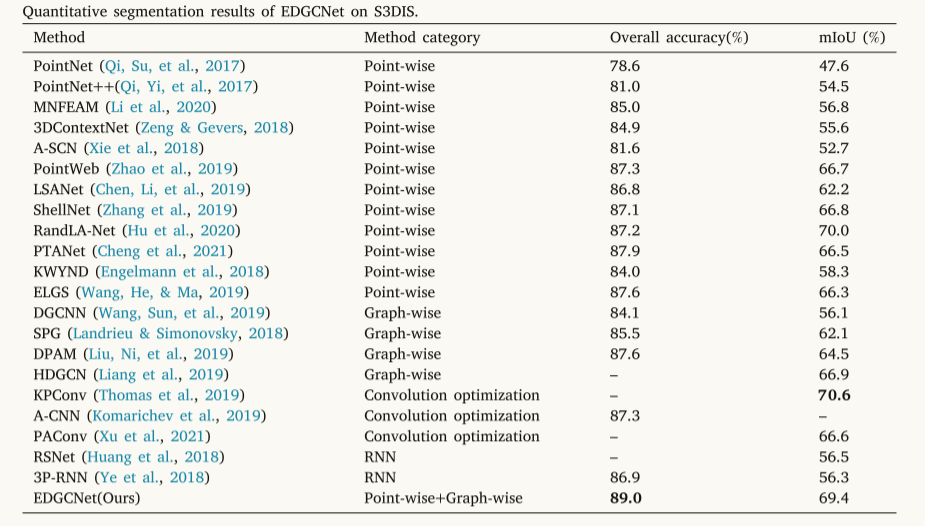 Quantitative segmentation results of EDGCNet on S3DIS.
Method Method category Overall accuracy(%) mIoU (%)
PointNet (Qi, Su, et al., 2017) Point-wise 78.6 47.6
PointNet++(Qi, Yi, et al., 2017) Point-wise 81.0 54.5
MNFEAM (Li et al., 2020) Point-wise 85.0 56.8
3DContextNet (Zeng & Gevers, 2018) Point-wise 84.9 55.6
A-SCN (Xie et al., 2018) Point-wise 81.6 52.7
PointWeb (Zhao et al., 2019) Point-wise 87.3 66.7
LSANet (Chen, Li, et al., 2019) Point-wise 86.8 62.2
ShellNet (Zhang et al., 2019) Point-wise 87.1 66.8
RandLA-Net (Hu et al., 2020) Point-wise 87.2 70.0
PTANet (Cheng et al., 2021) Point-wise 87.9 66.5
KWYND (Engelmann et al., 2018) Point-wise 84.0 58.3
ELGS (Wang, He, & Ma, 2019) Point-wise 87.6 66.3
DGCNN (Wang, Sun, et al., 2019) Graph-wise 84.1 56.1
SPG (Landrieu & Simonovsky, 2018) Graph-wise 85.5 62.1
DPAM (Liu, Ni, et al., 2019) Graph-wise 87.6 64.5
HDGCN (Liang et al., 2019) Graph-wise – 66.9
KPConv (Thomas et al., 2019) Convolution optimization – 70.6
A-CNN (Komarichev et al., 2019) Convolution optimization 87.3 –
PAConv (Xu et al., 2021) Convolution optimization – 66.6
RSNet (Huang et al., 2018) RNN – 56.5
3P-RNN (Ye et al., 2018) RNN 86.9 56.3
EDGCNet(Ours) Point-wise+Graph-wise 89.0 69.4